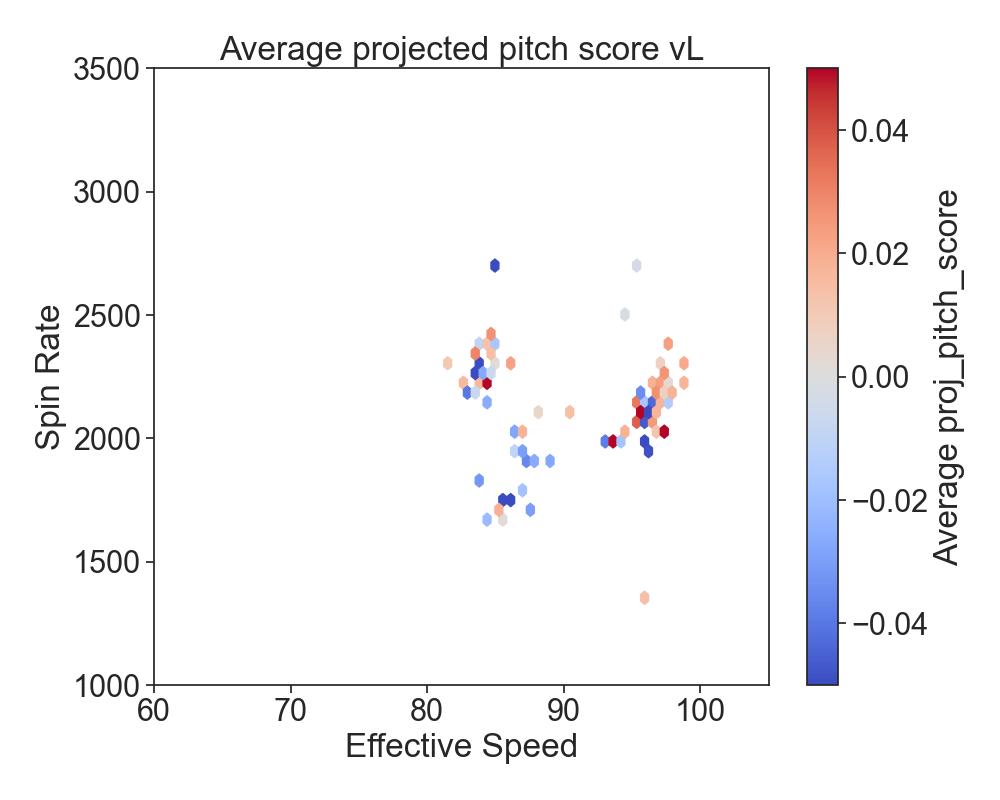 Average projected pitch score vL
3500
3000
2500
2000
1500
1000
Spin Rate
60 70 80 90 100
Effective Speed
0.04
0.02
0.00
−0.02
−0.04
Average proj_pitch_score